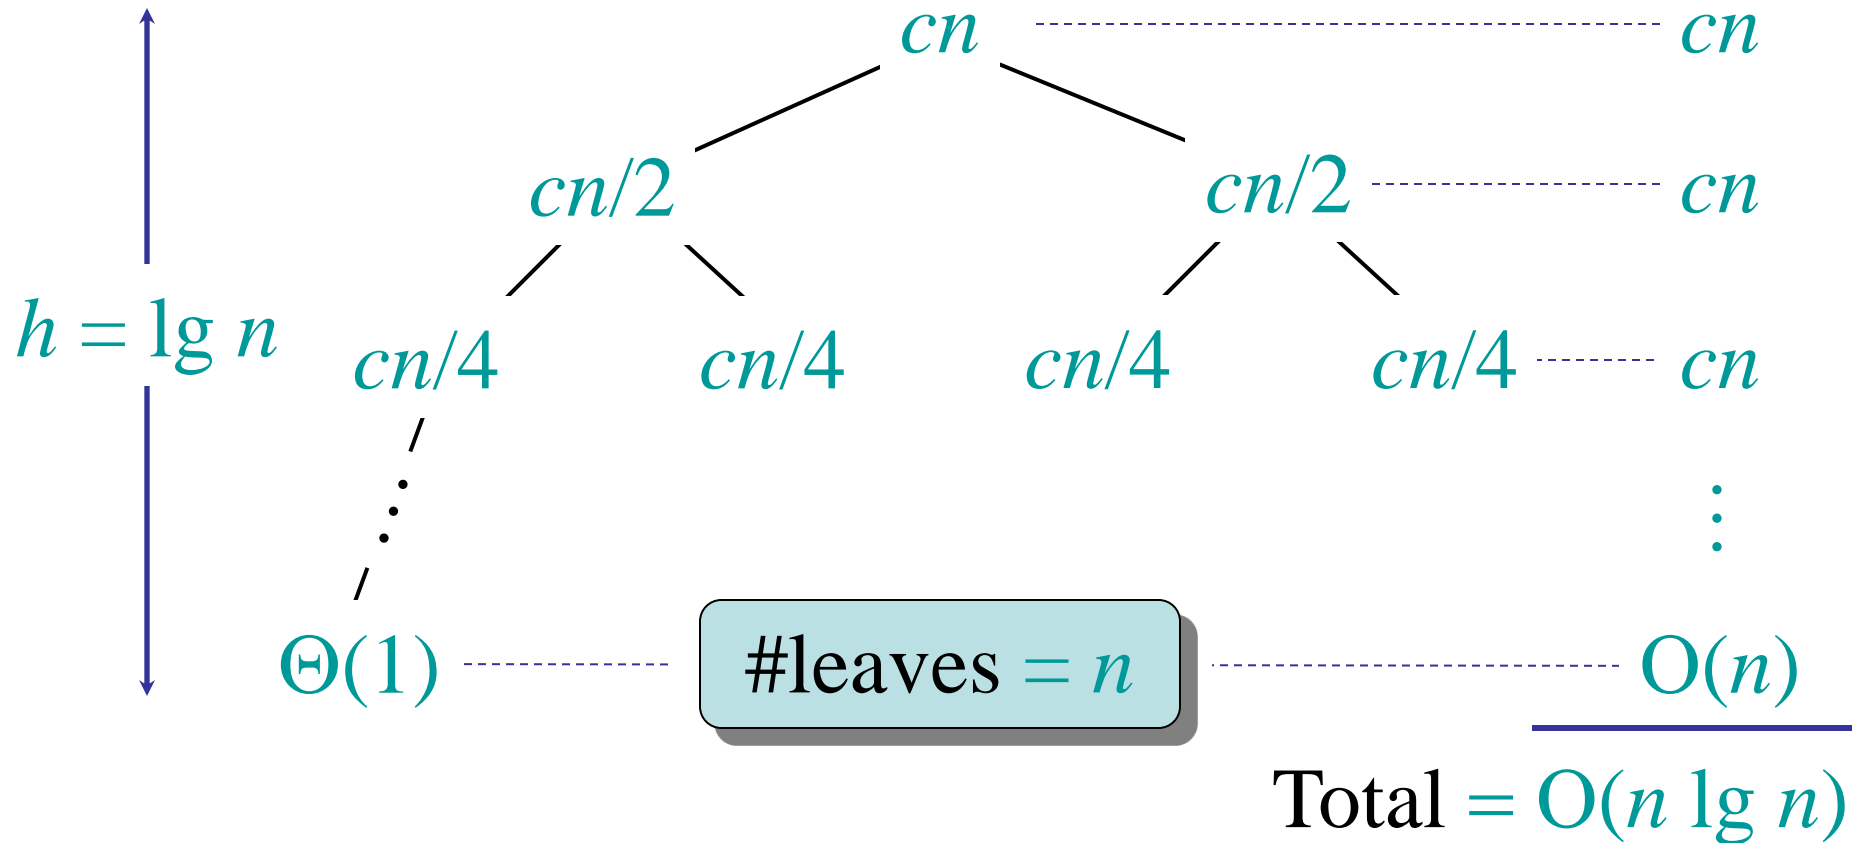 cn cn
cn/2 cn/2 cn
h = lg n cn/4 cn/4 cn/4 cn/4 cn
Θ(1) #leaves = n O(n)
Total = O(n lg n)